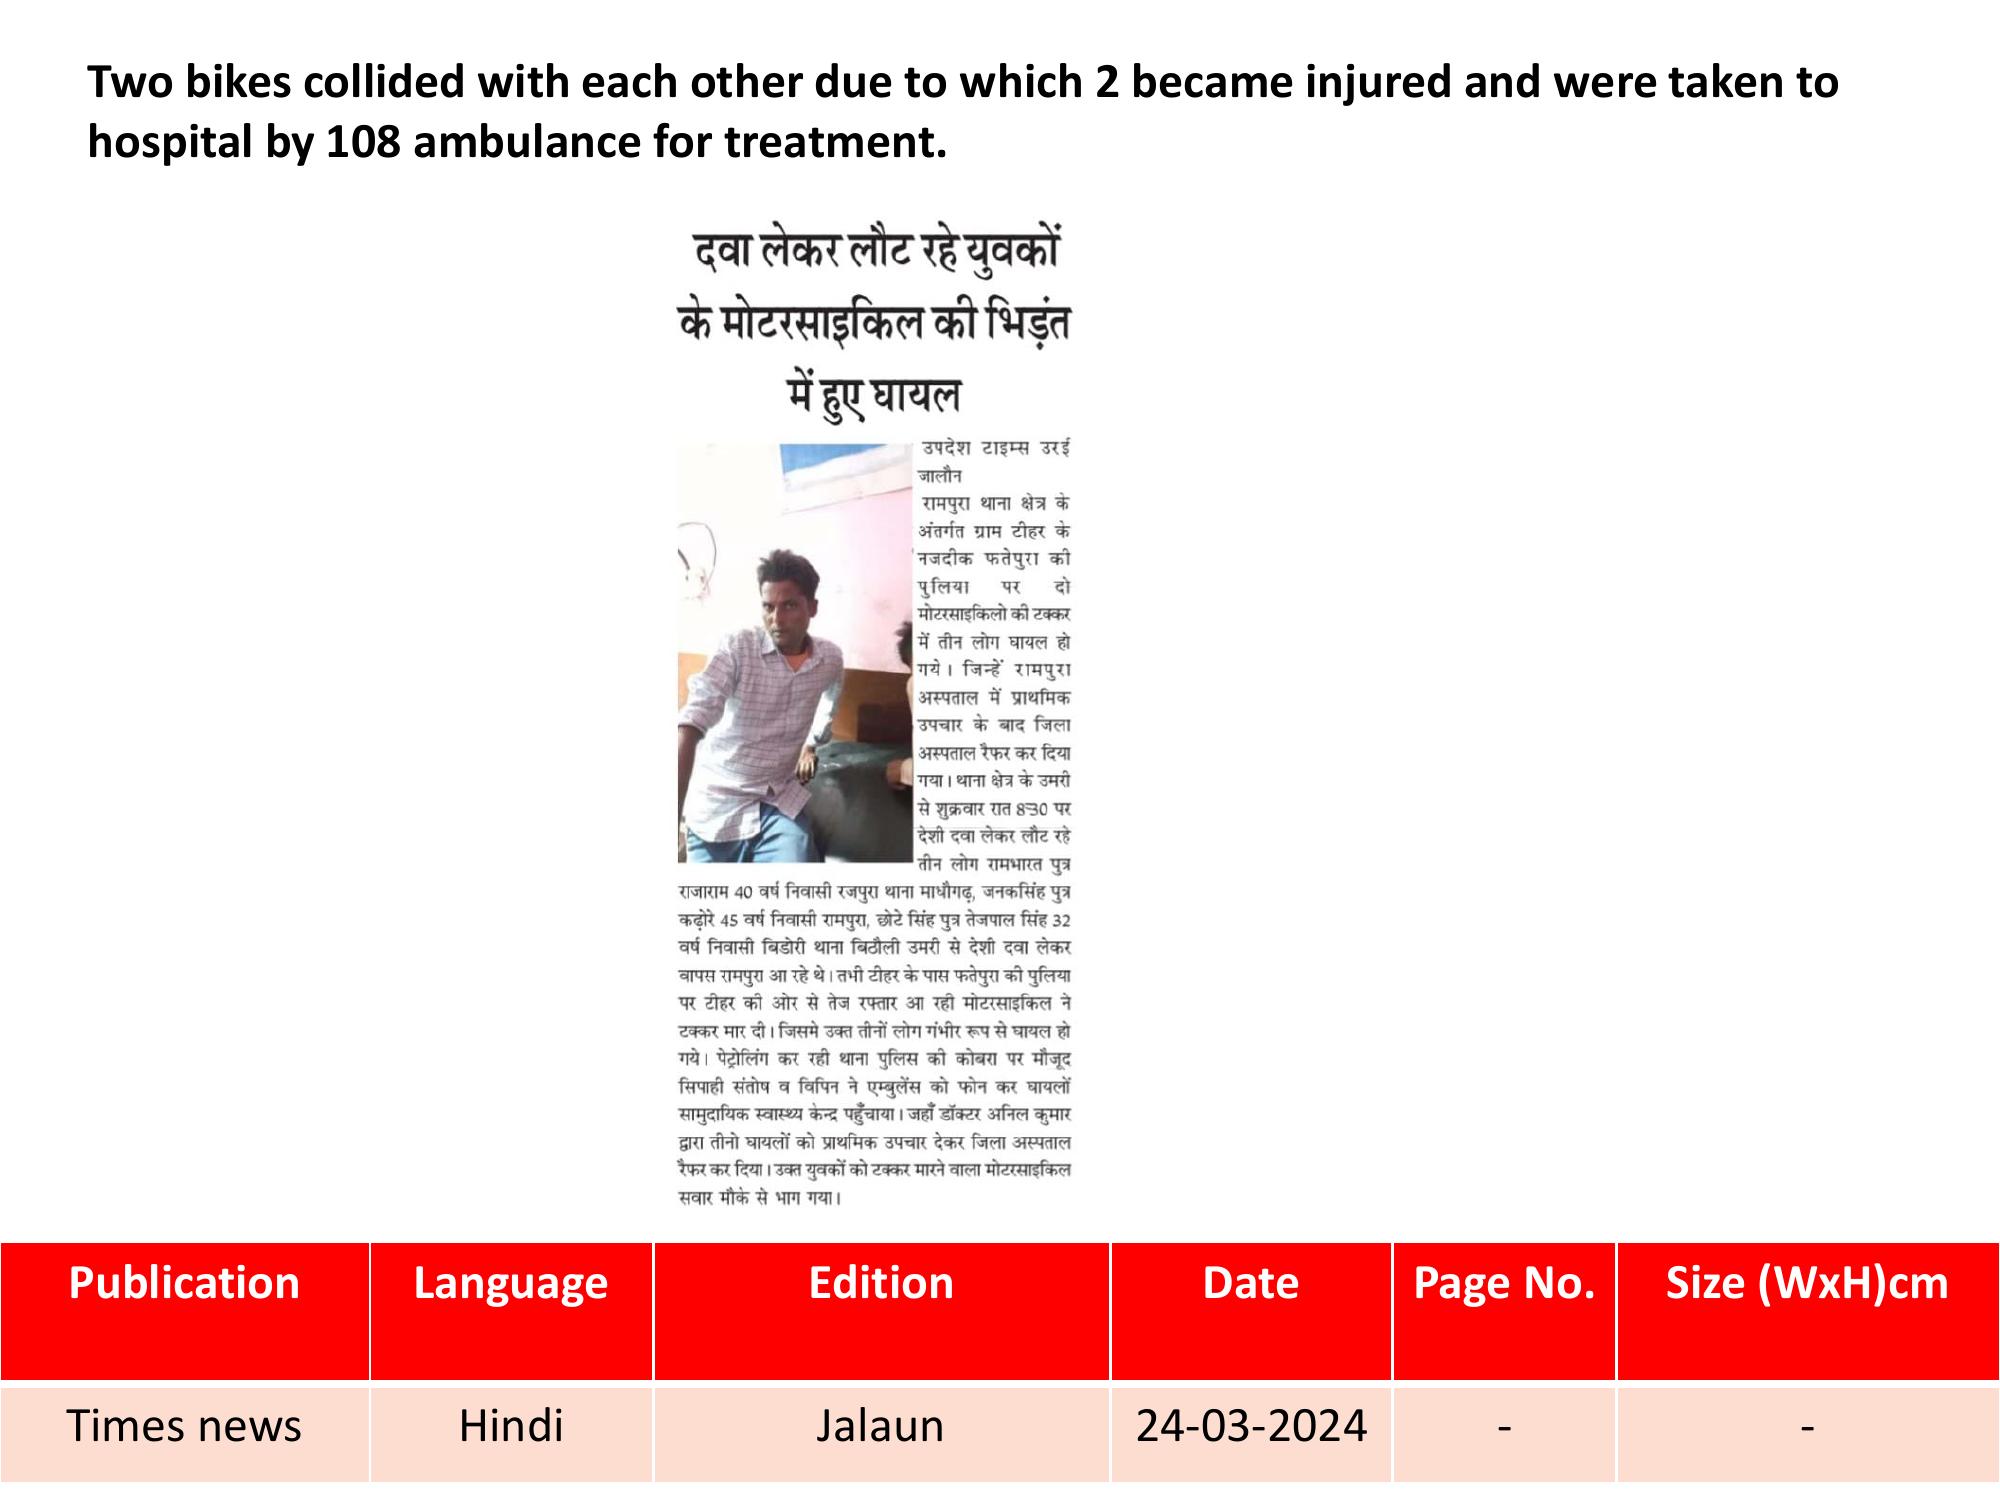 Two bikes collided with each other due to which 2 became injured and were taken to
hospital by 108 ambulance for treatment.
दवा लेकर लौट रहे युवकों
के मोटरसाइकिल की भिड़ंत
में हुए घायल
उपदेश टाइम्स उरई
जालौन
रामपुरा थाना क्षेत्र के
अंतर्गत ग्राम टीहर के
नजदीक फतेपुरा की
पुलिया पर दो
मोटरसाइकिलो की टक्कर
में तीन लोग घायल हो
गये। जिन्हें रामपुरा
अस्पताल में प्राथमिक
उपचार के बाद जिला
अस्पताल रैफर कर दिया
गया। थाना क्षेत्र के उमरी
से शुक्रवार रात 8रु30 पर
देशी दवा लेकर लौट रहे
तीन लोग रामभारत पुत्र
राजाराम 40 वर्ष निवासी रजपुरा थाना माधौगढ़, जनकसिंह पुत्र
कढ़ोरे 45 वर्ष निवासी रामपुरा, छोटे सिंह पुत्र तेजपाल सिंह 32
वर्ष निवासी बिडोरी थाना बिठौली उमरी से देशी दवा लेकर
वापस रामपुरा आ रहे थे। तभी टीहर के पास फतेपुरा की पुलिया
पर टीहर की ओर से तेज रफ्तार आ रही मोटरसाइकिल ने
टक्कर मार दी। जिसमे उक्त तीनों लोग गंभीर रूप से घायल हो
गये। पेट्रोलिंग कर रही थाना पुलिस की कोबरा पर मौजूद
सिपाही संतोष व विपिन ने एम्बुलेंस को फोन कर घायलों
सामुदायिक स्वास्थ्य केन्द्र पहुँचाया। जहाँ डॉक्टर अनिल कुमार
द्वारा तीनो घायलों को प्राथमिक उपचार देकर जिला अस्पताल
रैफर कर दिया। उक्त युवकों को टक्कर मारने वाला मोटरसाइकिल
सवार मौके से भाग गया।
Publication Language Edition Date Page No. Size (WxH)cm
Times news Hindi Jalaun 24-03-2024 - -